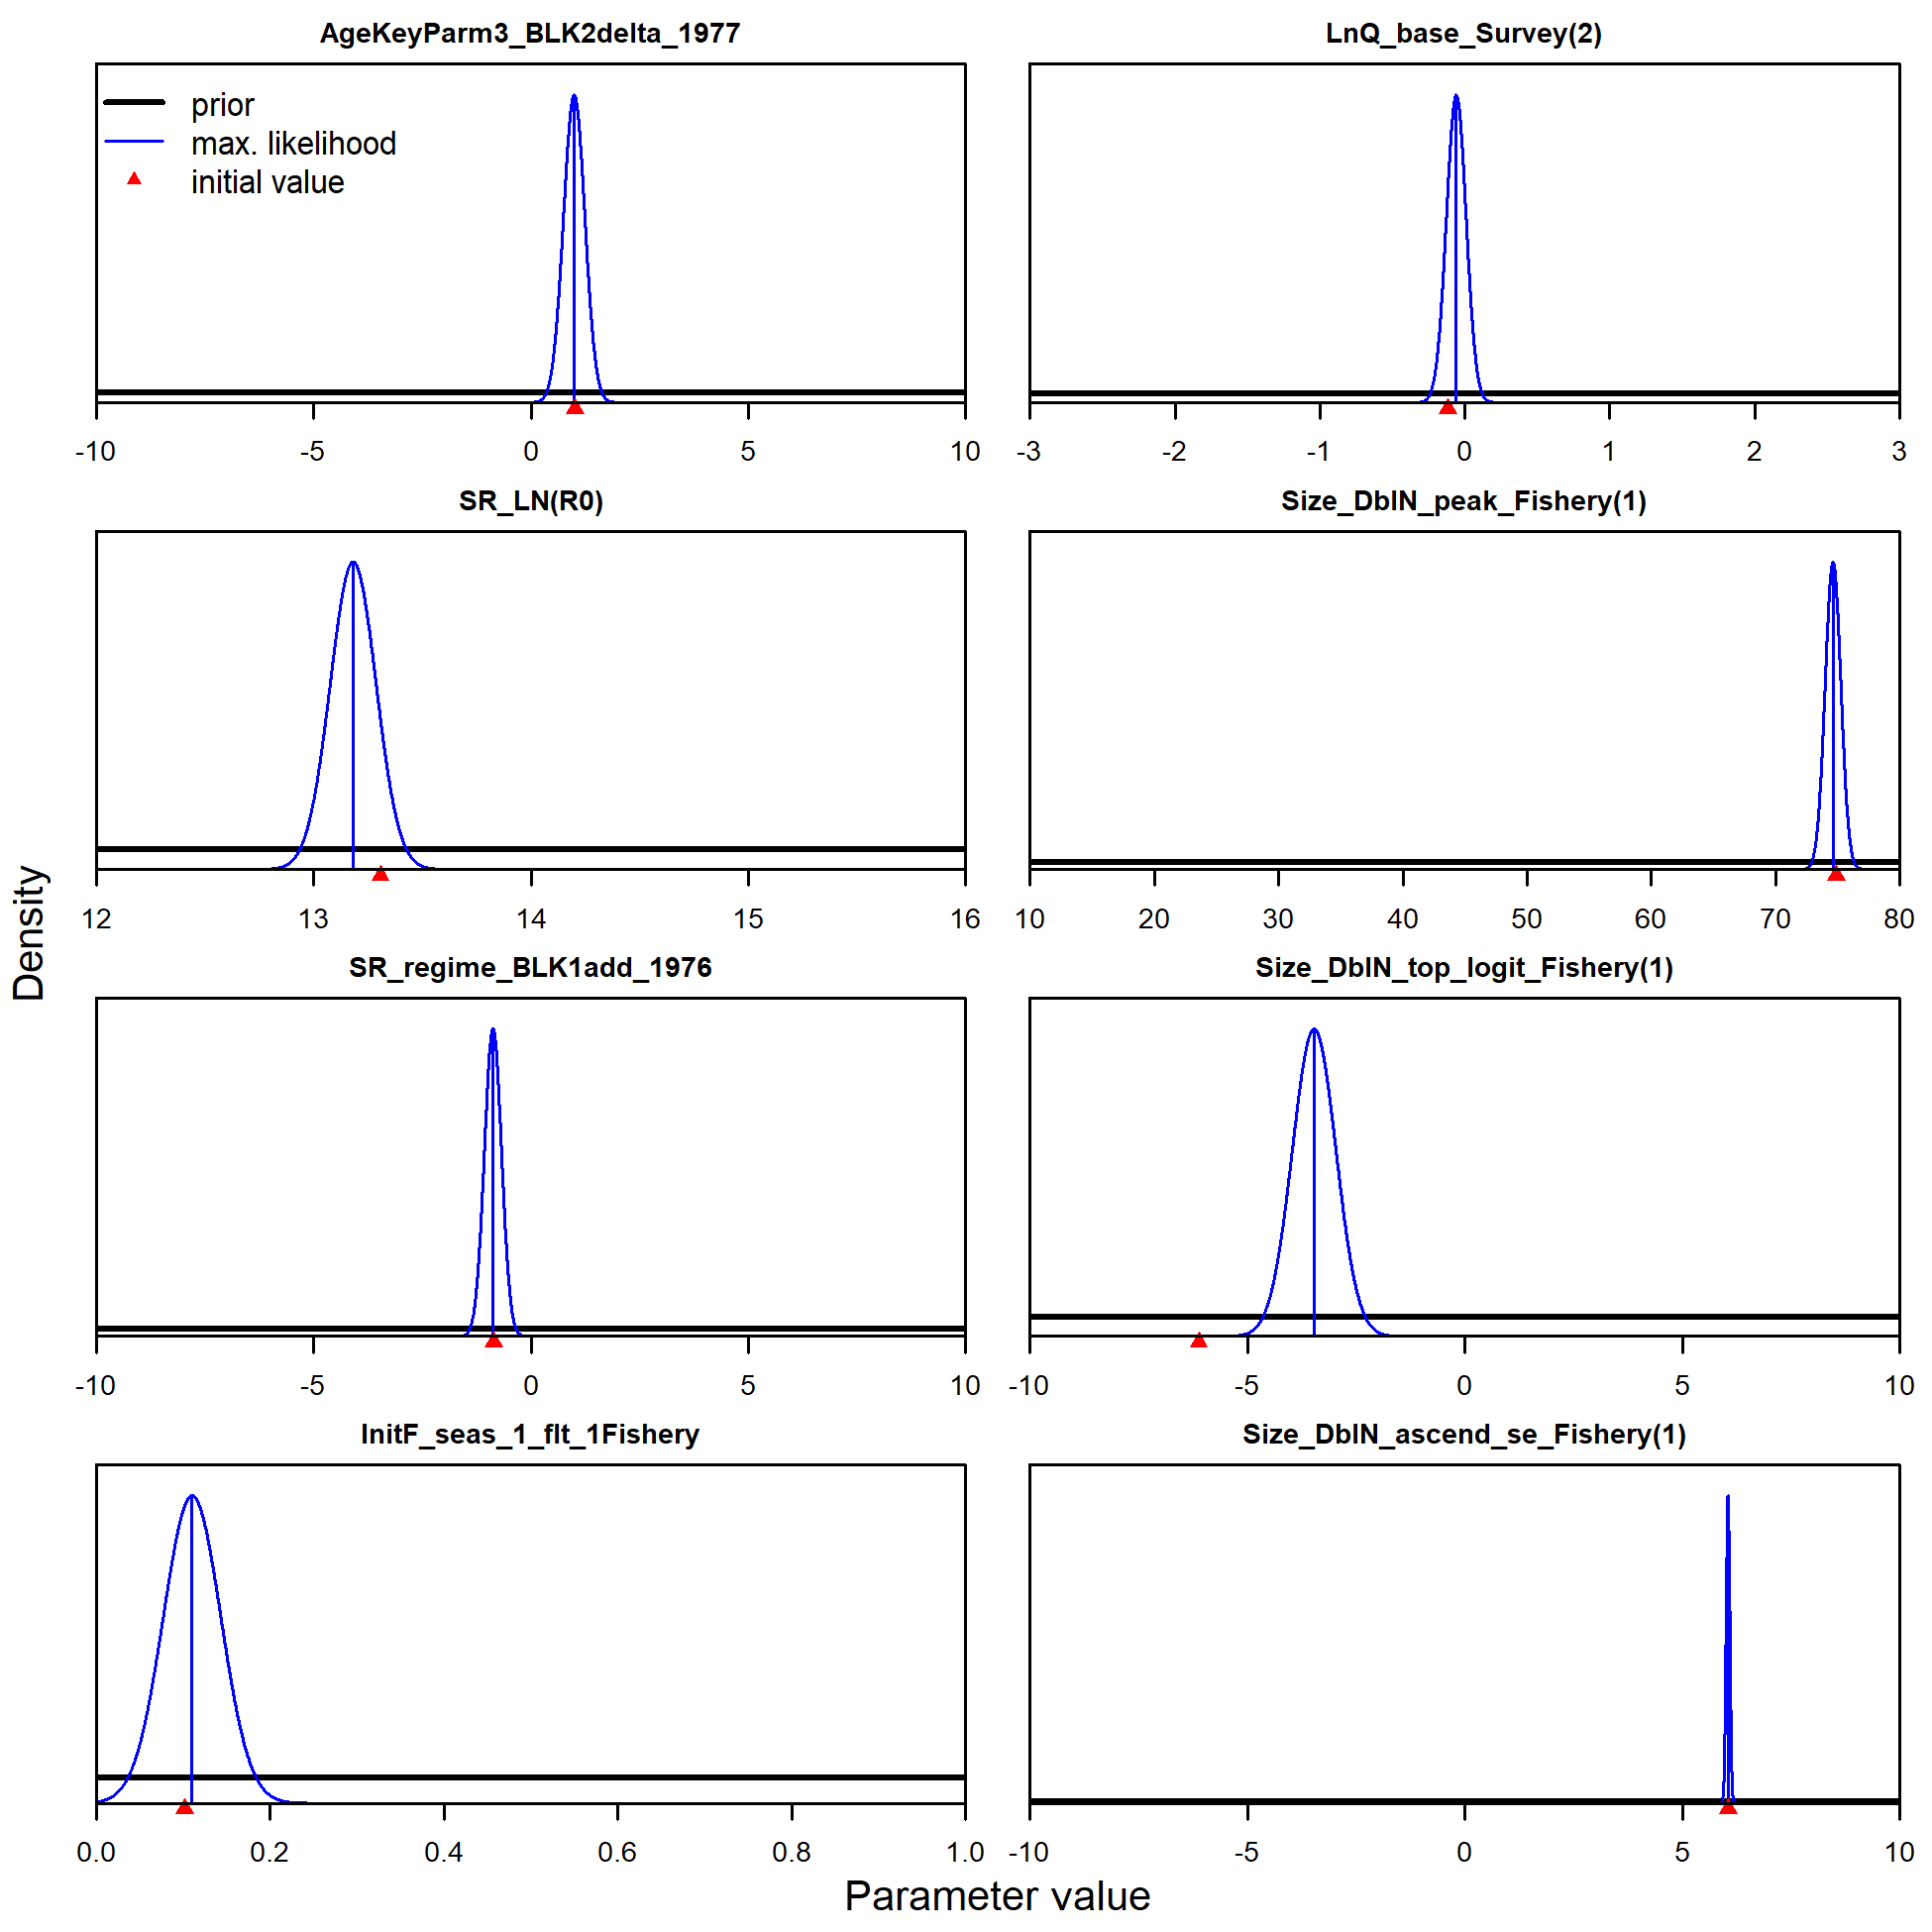 AgeKeyParm3_BLK2delta_1977
prior
max. likelihood
initial value
-10 -5 0 5 10
LnQ_base_Survey(2)
-3 -2 -1 0 1 2 3
SR_LN(R0)
12 13 14 15 16
Size_DblN_peak_Fishery(1)
10 20 30 40 50 60 70 80
SR_regime_BLK1add_1976
-10 -5 0 5 10
Size_DblN_top_logit_Fishery(1)
-10 -5 0 5 10
InitF_seas_1_flt_1Fishery
0.0 0.2 0.4 0.6 0.8 1.0
Size_DblN_ascend_se_Fishery(1)
-10 -5 0 5 10
Density
Parameter value